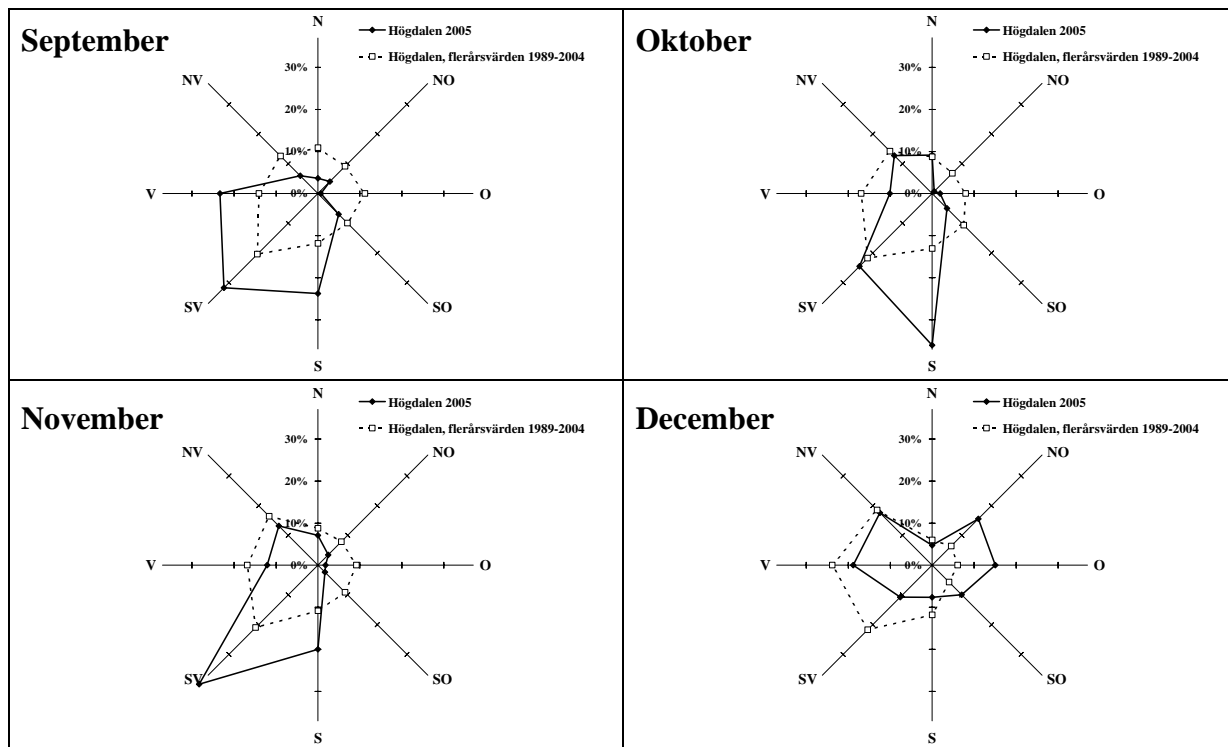 September
N
Högdalen 2005
Högdalen, flerårsvärden 1989-2004
30%
20%
10%
0%
NV
NO
V
O
SV
SO
S
Oktober
N
Högdalen 2005
Högdalen, flerårsvärden 1989-2004
30%
20%
10%
0%
NV
NO
V
O
SV
SO
S
November
N
Högdalen 2005
Högdalen, flerårsvärden 1989-2004
30%
20%
10%
0%
NV
NO
V
O
SV
SO
S
December
N
Högdalen 2005
Högdalen, flerårsvärden 1989-2004
30%
20%
10%
0%
NV
NO
V
O
SV
SO
S